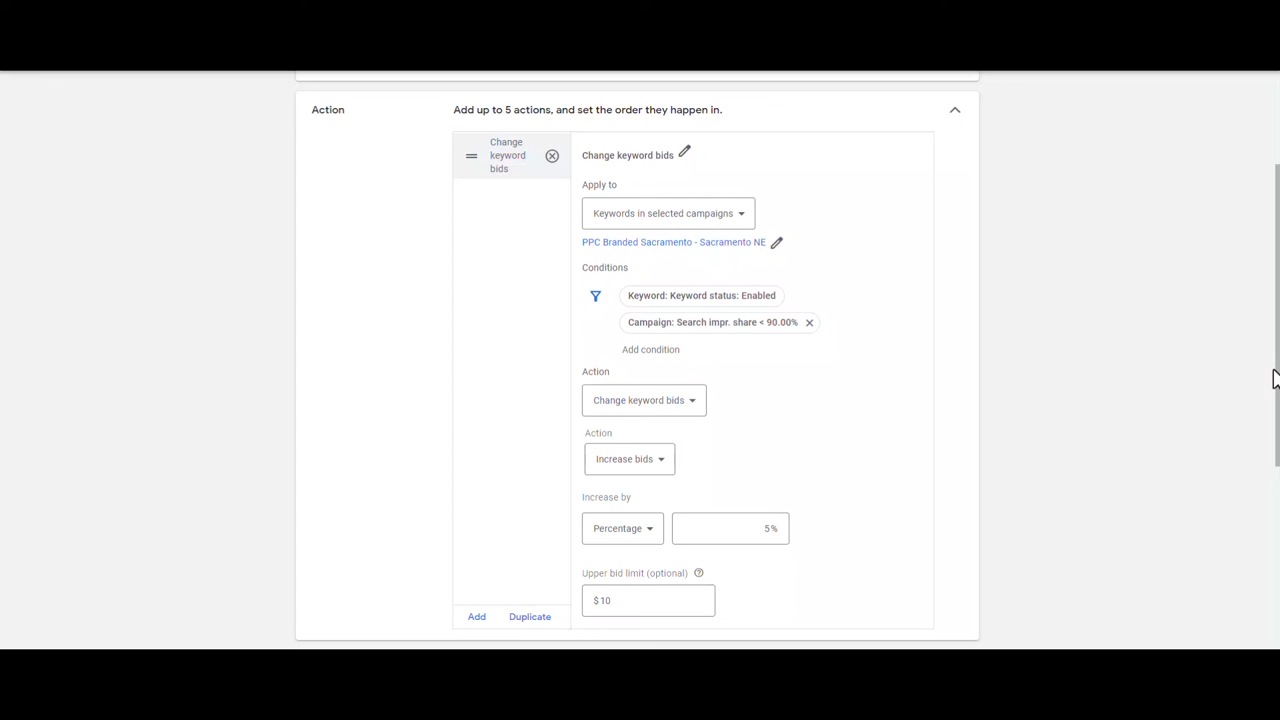 Action
Add up to 5 actions, and set the order they happen in.
Change
keyword
bids
Change keyword bids
Apply to
Keywords in selected campaigns
PPC Branded Sacramento - Sacramento NE
Conditions
Keyword: Keyword status: Enabled
Campaign: Search impr. share < 90.00%
Add condition
Action
Change keyword bids
Action
Increase bids
Increase by
Percentage
5%
Upper bid limit (optional)
$10
Add
Duplicate